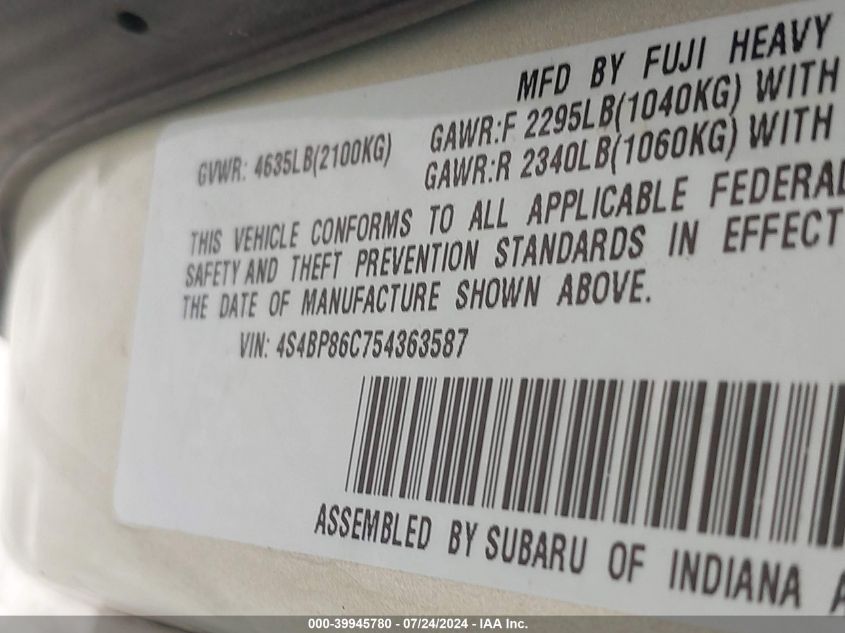 MFD BY FUJI HEAVY
GVWR: 4635LB(2100KG) GAWR:F 2295LB(1040KG) WITH
GAWR:R 2340LB(1060KG) WITH
THIS VEHICLE CONFORMS TO ALL APPLICABLE FEDERAL
SAFETY AND THEFT PREVENTION STANDARDS IN EFFECT
THE DATE OF MANUFACTURE SHOWN ABOVE.
VIN: 4S4BP86C754363587
ASSEMBLED BY SUBARU OF INDIANA A
000-39945780 - 07/24/2024 - IAA Inc.